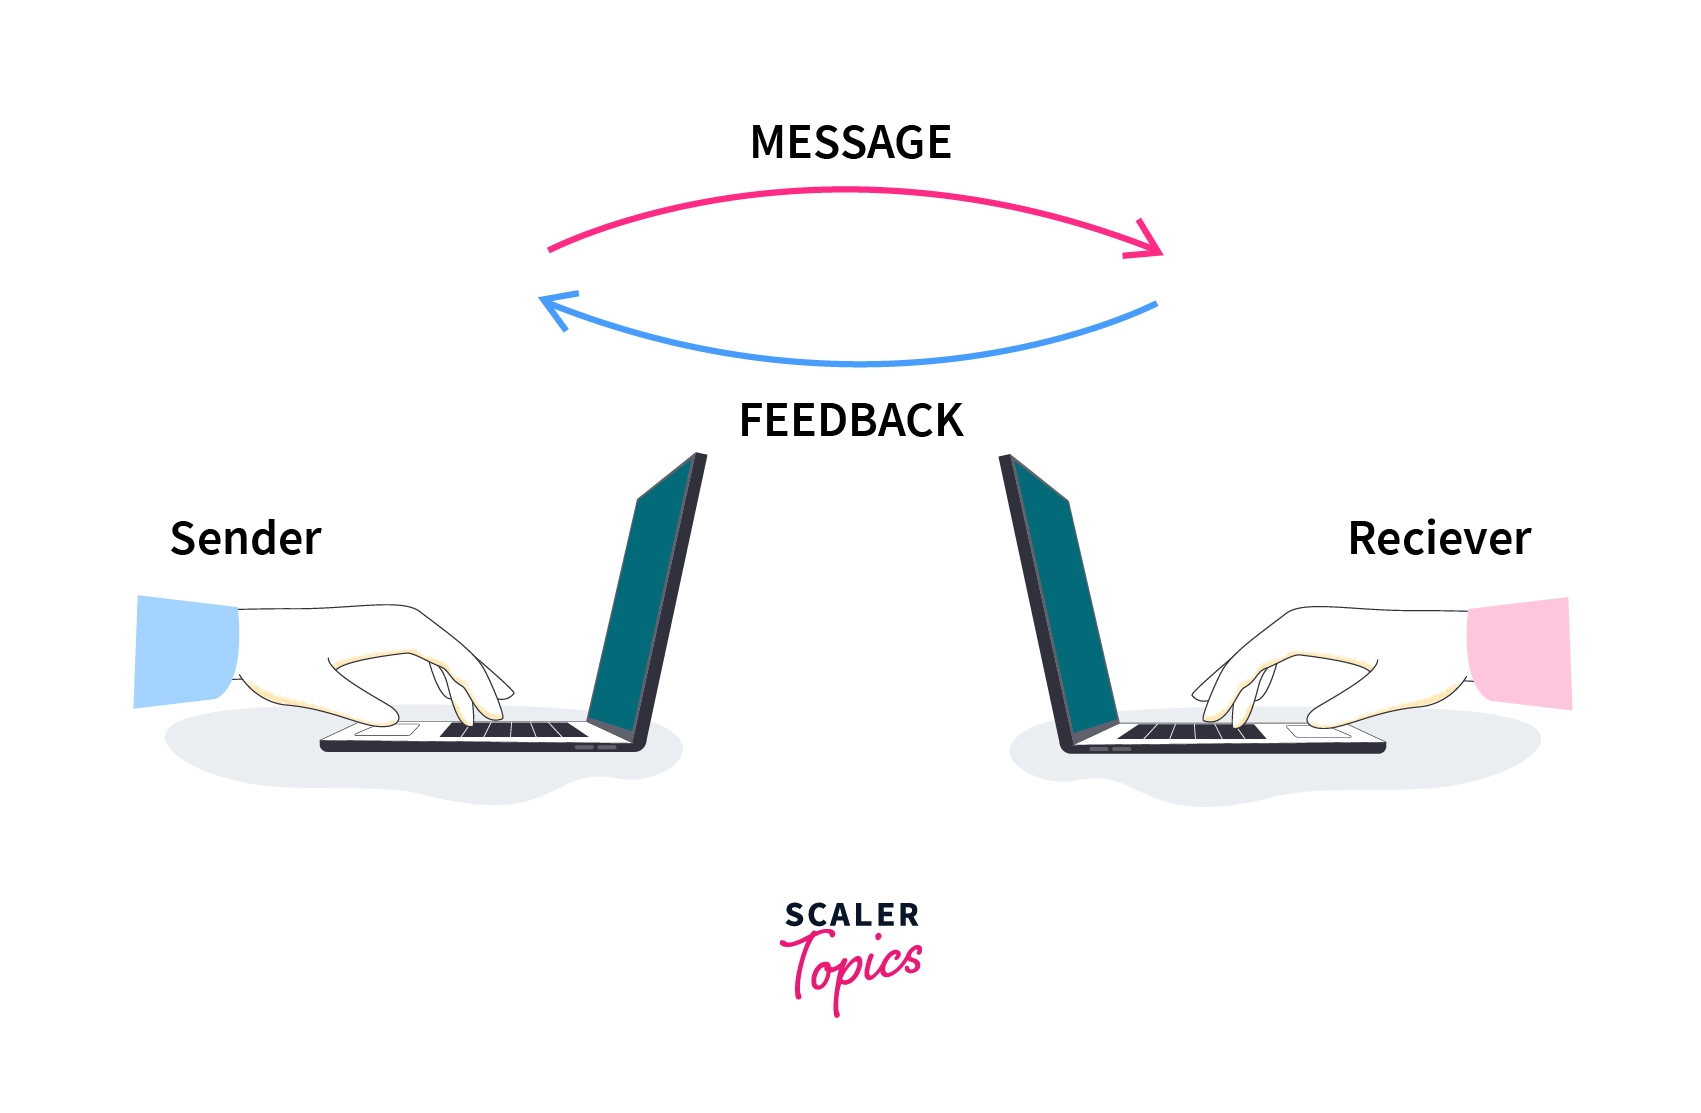 MESSAGE
FEEDBACK
Sender
Reciever
SCALER
Topics